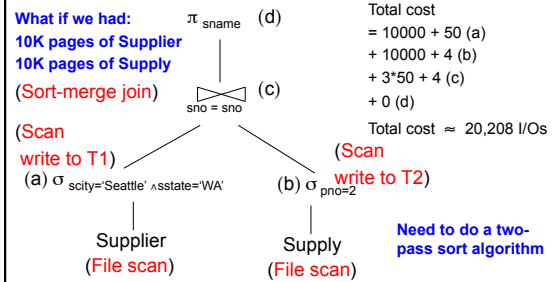 What if we had:
10K pages of Supplier
10K pages of Supply
π sname (d)
Total cost
= 10000 + 50 (a)
+ 10000 + 4 (b)
+ 3*50 + 4 (c)
+ 0 (d)
Total cost ≈ 20,208 I/Os
(Sort-merge join)
(c)
sno = sno
(Scan
write to T1)
(a) σ scity=‘Seattle’ ∧sstate=‘WA’
(Scan
write to T2)
(b) σ pno=2
Supplier
(File scan)
Supply
(File scan)
Need to do a two-
pass sort algorithm